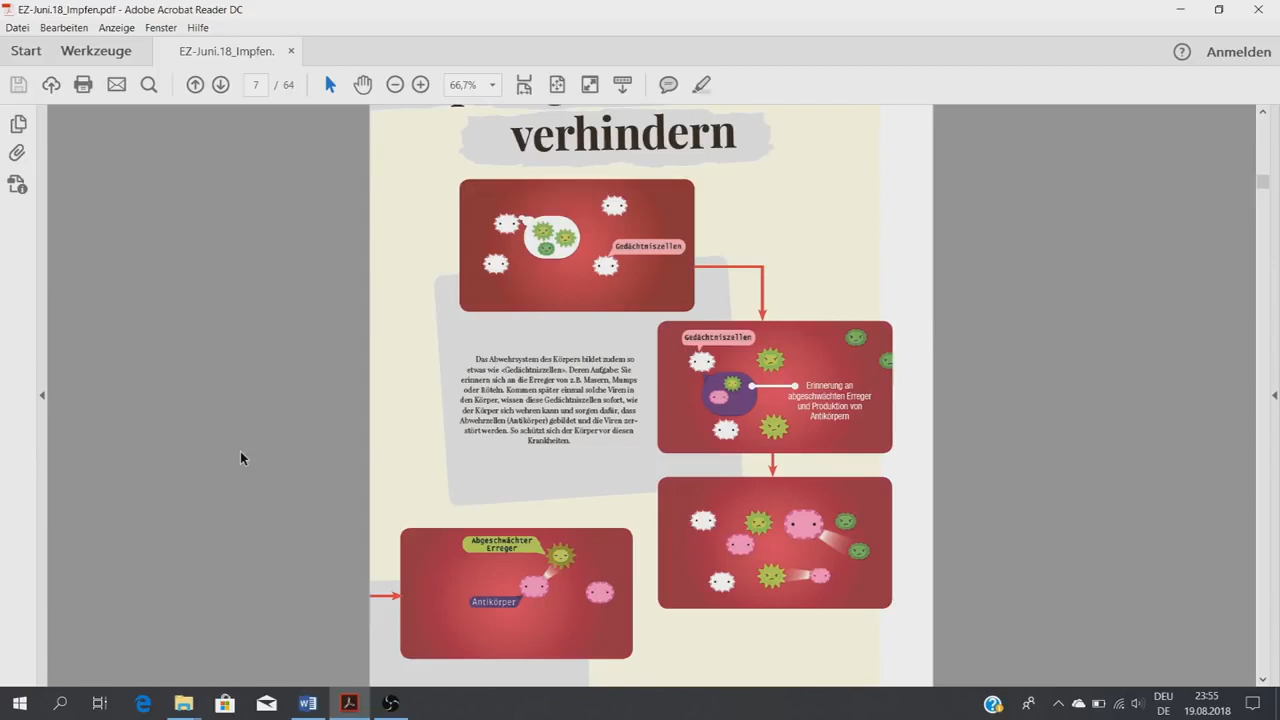 EZ-Juni.18_Impfen.pdf - Adobe Acrobat Reader DC
Datei Bearbeiten Anzeige Fenster Hilfe
Start Werkzeuge EZ-Juni.18_Impfen. ×
Anmelden
7 / 64
66,7%
verhindern
Gedächtniszellen
Gedächtniszellen
Erinnerung an
abgeschwächten Erreger
und Produktion von
Antikörpern
Das Abwehrsystem des Körpers bildet zudem so
etwas wie «Gedächtniszellen». Deren Aufgabe: Sie
erinnern sich an die Erreger von z.B. Masern, Mumps
oder Röteln. Kommen später einmal solche Viren in
den Körper, wissen diese Gedächtniszellen sofort, wie
der Körper sich wehren kann und sorgen dafür, dass
Abwehrzellen (Antikörper) gebildet und die Viren zer-
stört werden. So schützt sich der Körper vor diesen
Krankheiten.
Abgeschwächter
Erreger
Antikörper
DEU
DE
23:55
19.08.2018